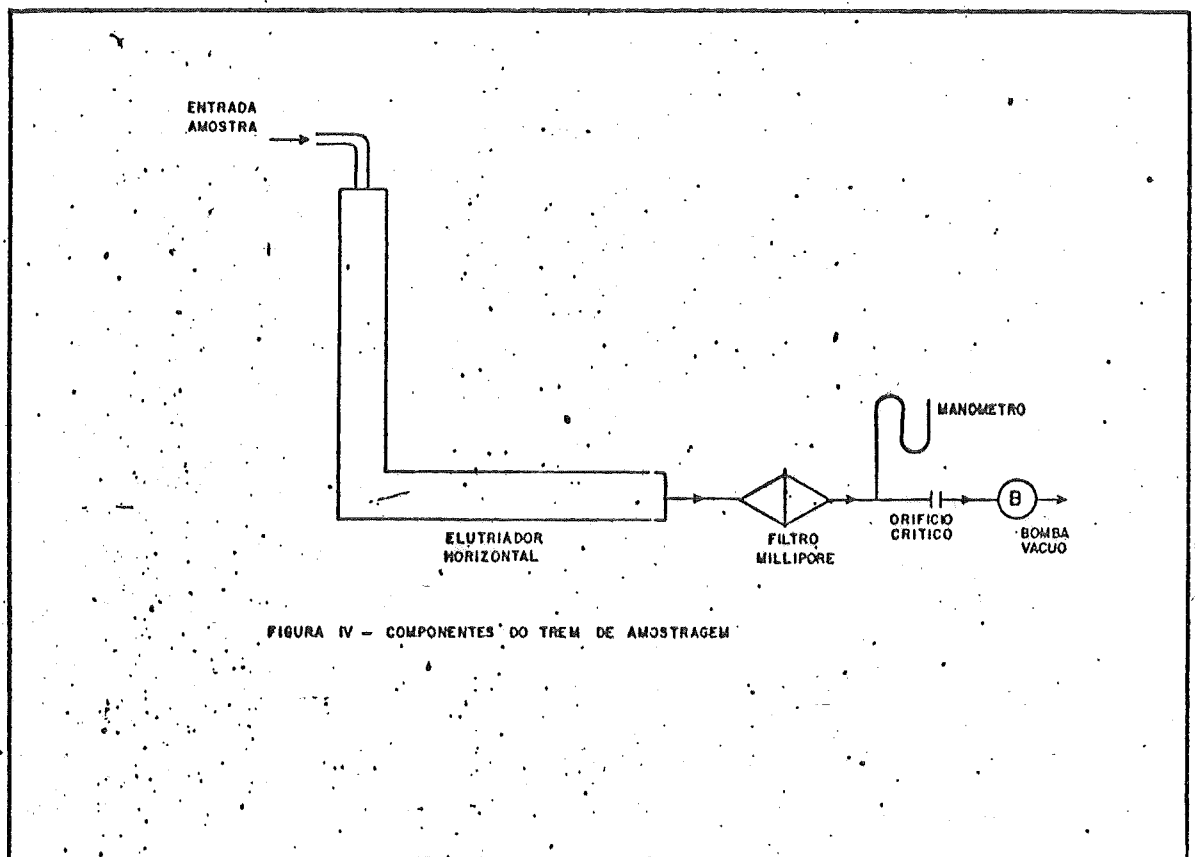 ENTRADA
AMOSTRA
MANOMETRO
B
ORIFICIO
CRITICO
BOMBA
VACUO
ELUTRIADOR
HORIZONTAL
FILTRO
MILLIPORE
FIGURA IV - COMPONENTES DO TREM DE AMOSTRAGEM